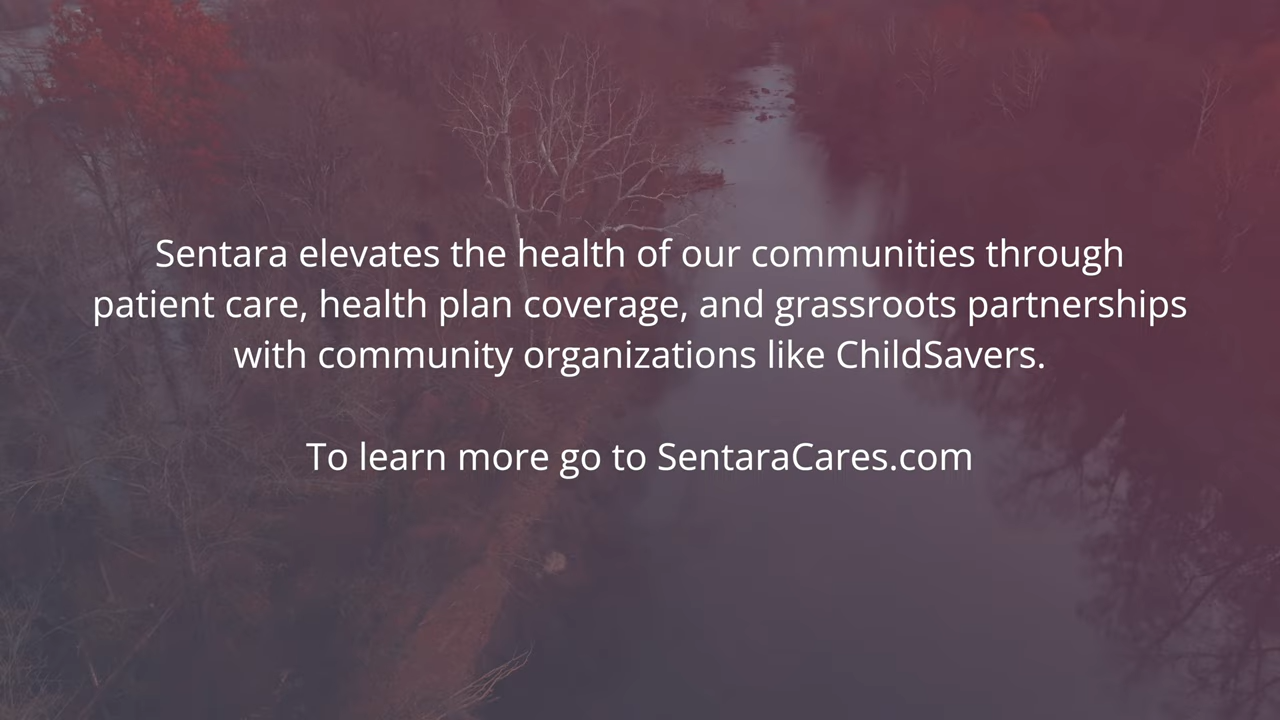 Sentara elevates the health of our communities through
patient care, health plan coverage, and grassroots partnerships
with community organizations like ChildSavers.
To learn more go to SentaraCares.com